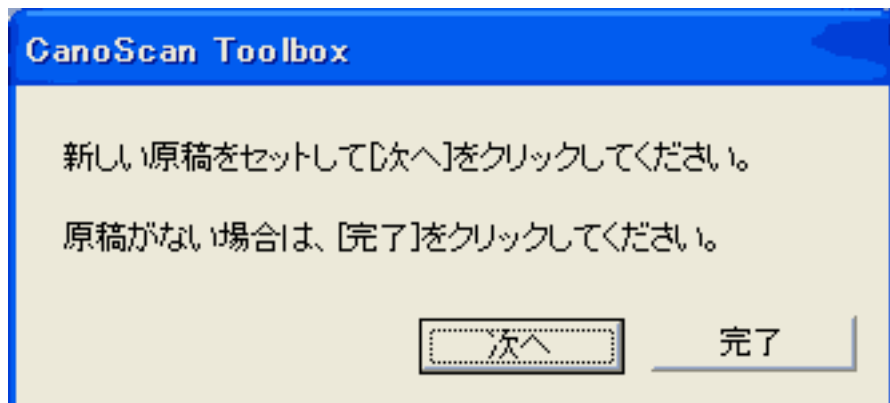 CanoScan Toolbox
新しい原稿をセットして[次へ]をクリックしてください。
原稿がない場合は、[完了]をクリックしてください。
次へ 完了